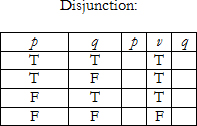 Disjunction:
p q p v q
T T T
T F T
F T T
F F F